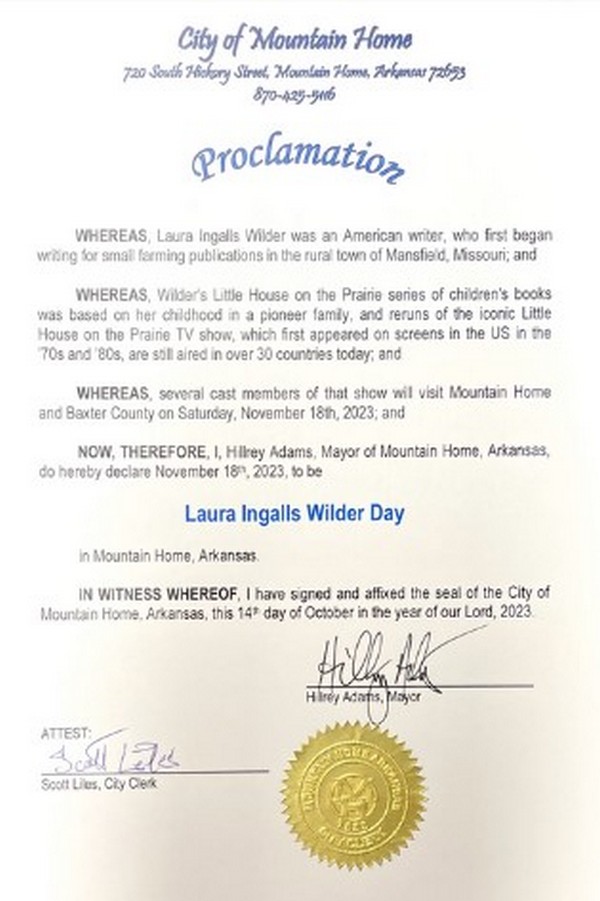 City of Mountain Home
720 South Hickory Street, Mountain Home, Arkansas 72653
870-425-5116
Proclamation
WHEREAS, Laura Ingalls Wilder was an American writer, who first began
writing for small farming publications in the rural town of Mansfield, Missouri; and
WHEREAS, Wilder's Little House on the Prairie series of children's books
was based on her childhood in a pioneer family, and reruns of the iconic Little
House on the Prairie TV show, which first appeared on screens in the US in the
'70s and '80s, are still aired in over 30 countries today; and
WHEREAS, several cast members of that show will visit Mountain Home
and Baxter County on Saturday, November 18th, 2023; and
NOW, THEREFORE, I, Hillrey Adams, Mayor of Mountain Home, Arkansas,
do hereby declare November 18th, 2023, to be
Laura Ingalls Wilder Day
in Mountain Home, Arkansas.
IN WITNESS WHEREOF, I have signed and affixed the seal of the City of
Mountain Home, Arkansas, this 14th day of October in the year of our Lord, 2023.
Hillrey Adams, Mayor
ATTEST:
Scott Liles
Scott Liles, City Clerk